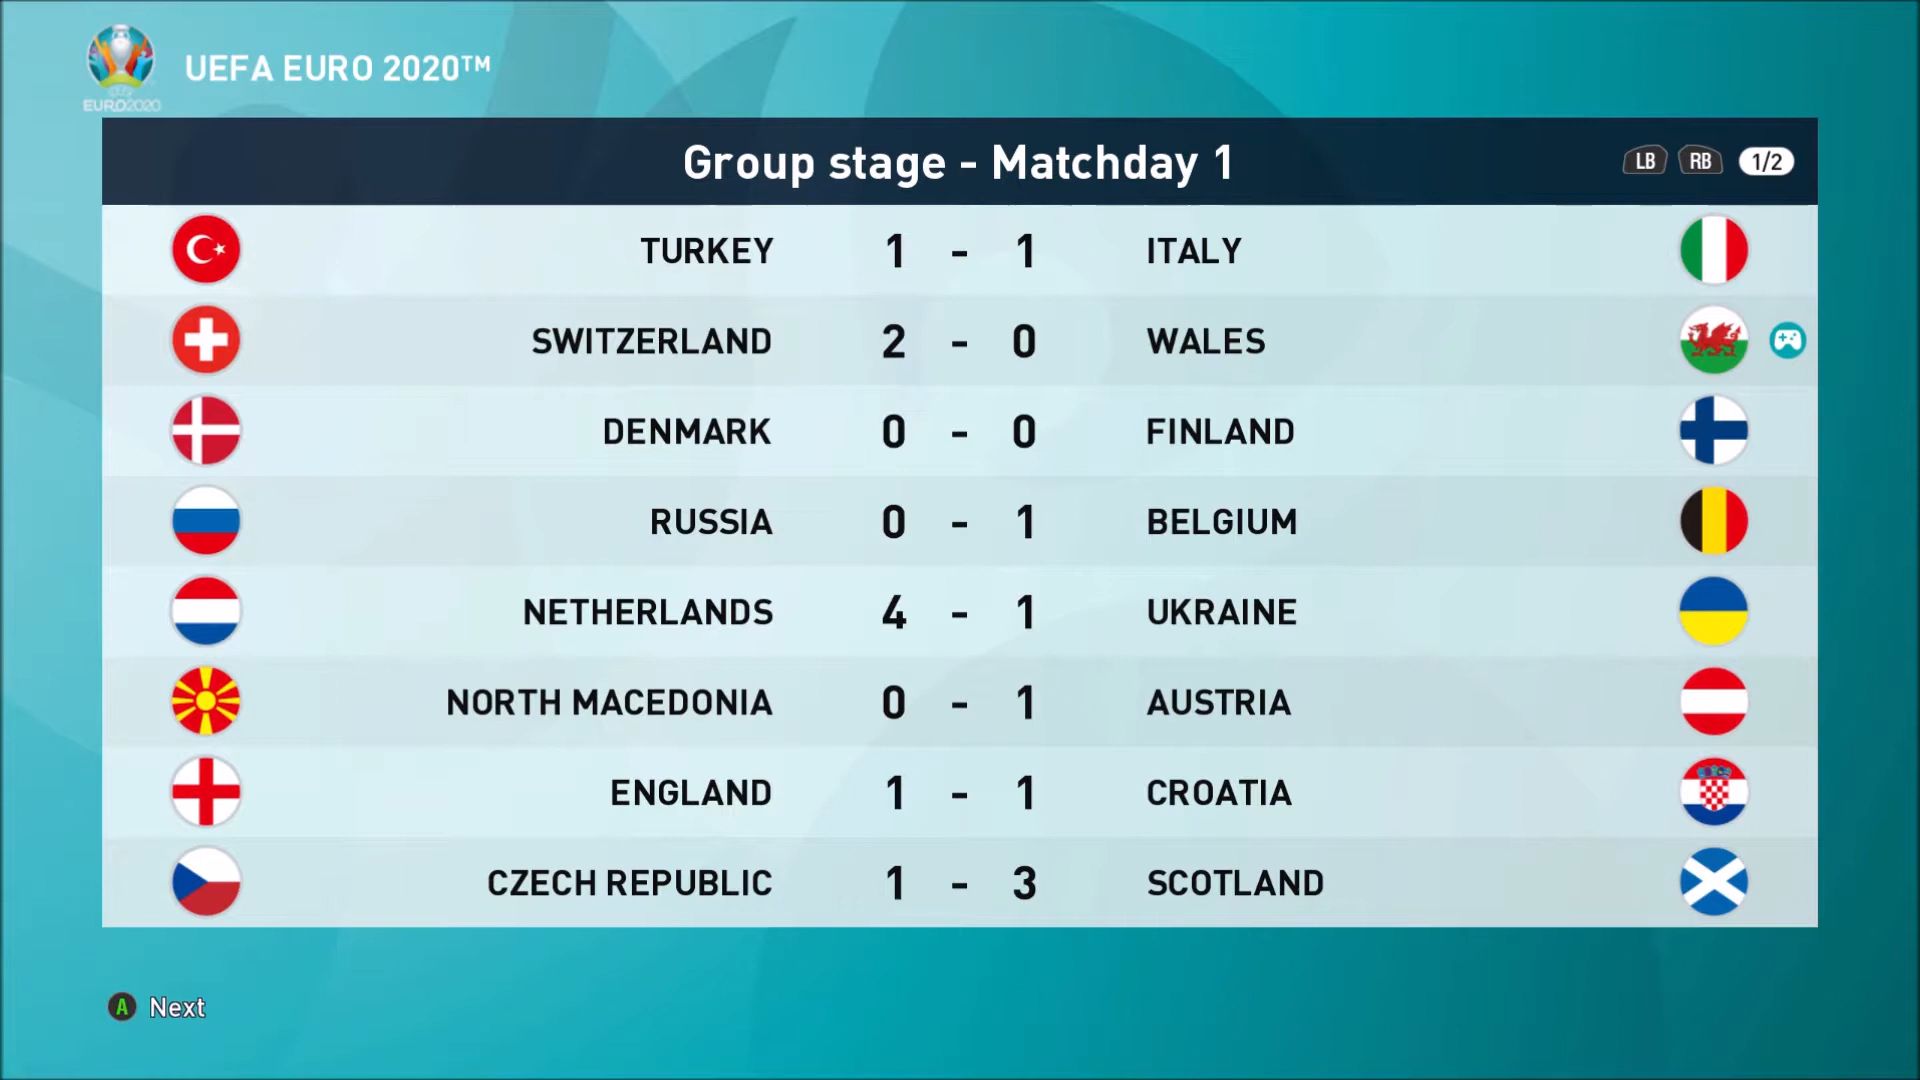 UEFA EURO 2020™
EURO2020
Group stage - Matchday 1
LB RB 1/2
TURKEY 1 - 1 ITALY
SWITZERLAND 2 - 0 WALES
DENMARK 0 - 0 FINLAND
RUSSIA 0 - 1 BELGIUM
NETHERLANDS 4 - 1 UKRAINE
NORTH MACEDONIA 0 - 1 AUSTRIA
ENGLAND 1 - 1 CROATIA
CZECH REPUBLIC 1 - 3 SCOTLAND
A Next